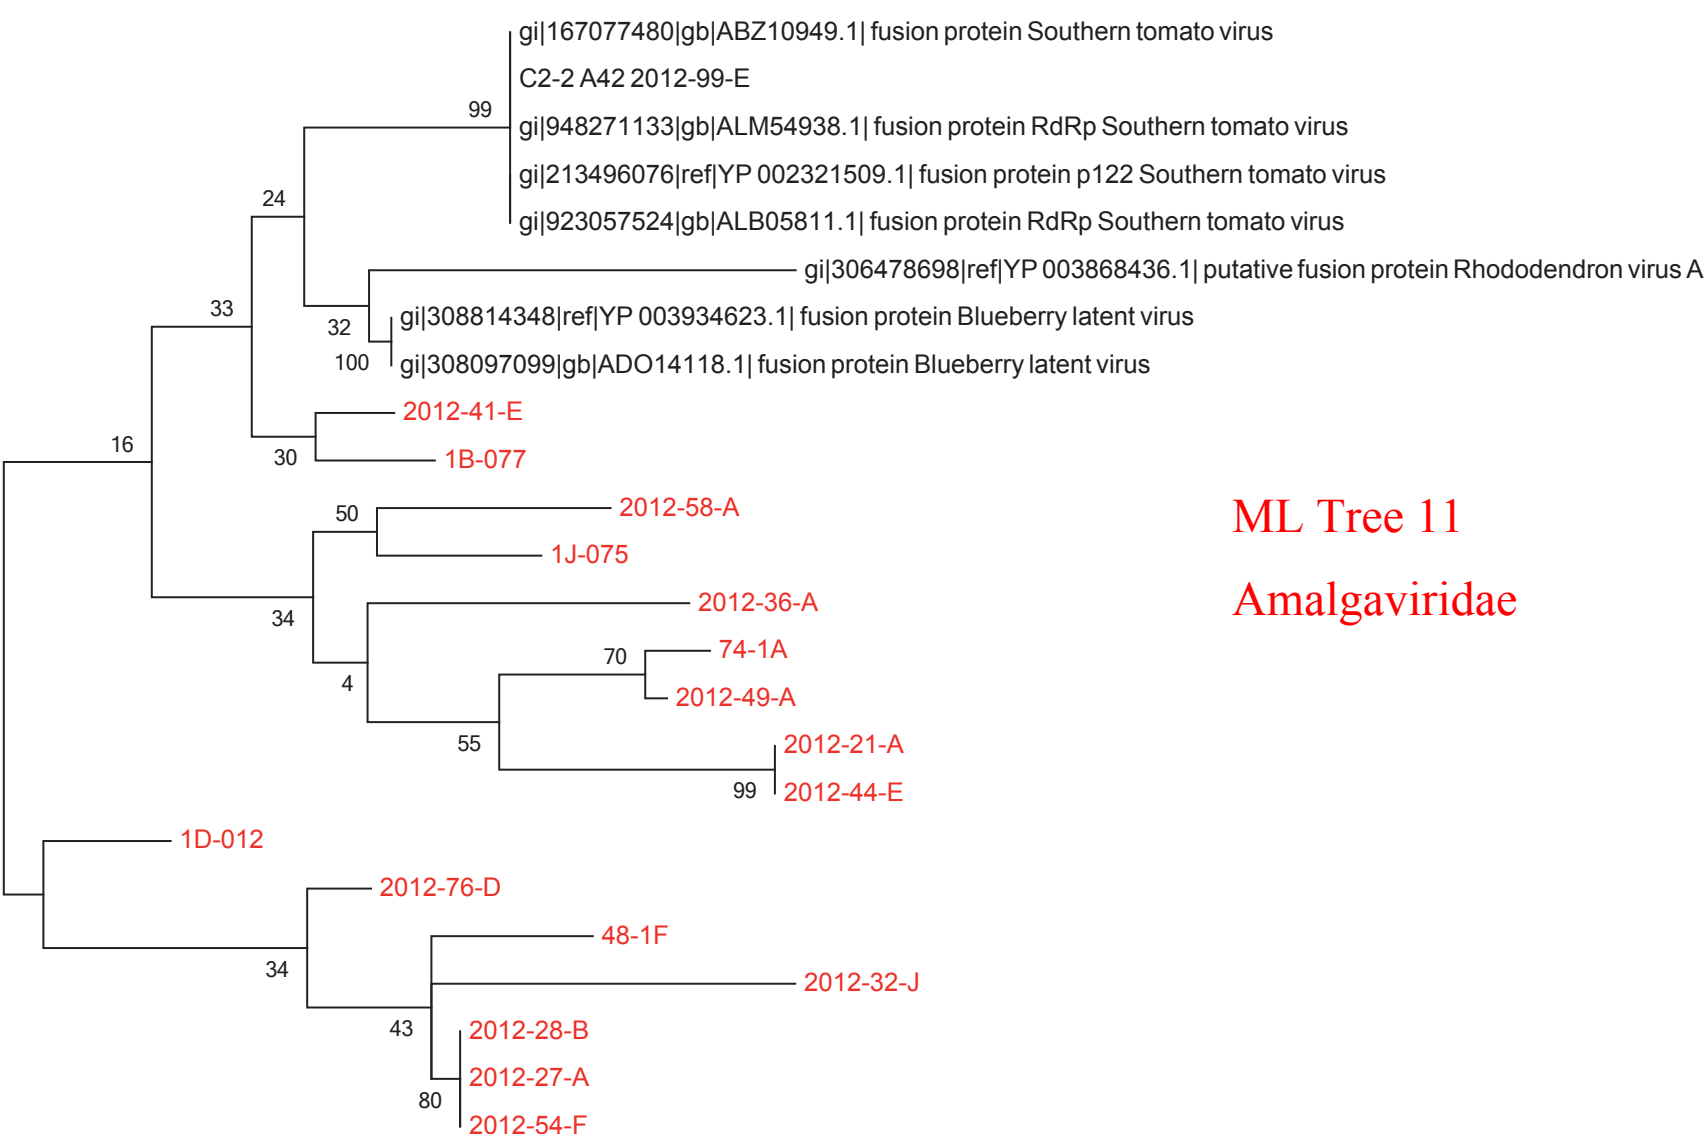 gi|167077480|gb|ABZ10949.1| fusion protein Southern tomato virus
C2-2 A42 2012-99-E
99
gi|948271133|gb|ALM54938.1| fusion protein RdRp Southern tomato virus
gi|213496076|ref|YP 002321509.1| fusion protein p122 Southern tomato virus
24
gi|923057524|gb|ALB05811.1| fusion protein RdRp Southern tomato virus
gi|306478698|ref|YP 003868436.1| putative fusion protein Rhododendron virus A
33
gi|308814348|ref|YP 003934623.1| fusion protein Blueberry latent virus
32
100
gi|308097099|gb|ADO14118.1| fusion protein Blueberry latent virus
2012-41-E
16
30
1B-077
2012-58-A
50
ML Tree 11
1J-075
2012-36-A
Amalgaviridae
34
74-1A
70
4
2012-49-A
55
2012-21-A
99
2012-44-E
1D-012
2012-76-D
48-1F
34
2012-32-J
43
2012-28-B
2012-27-A
80
2012-54-F